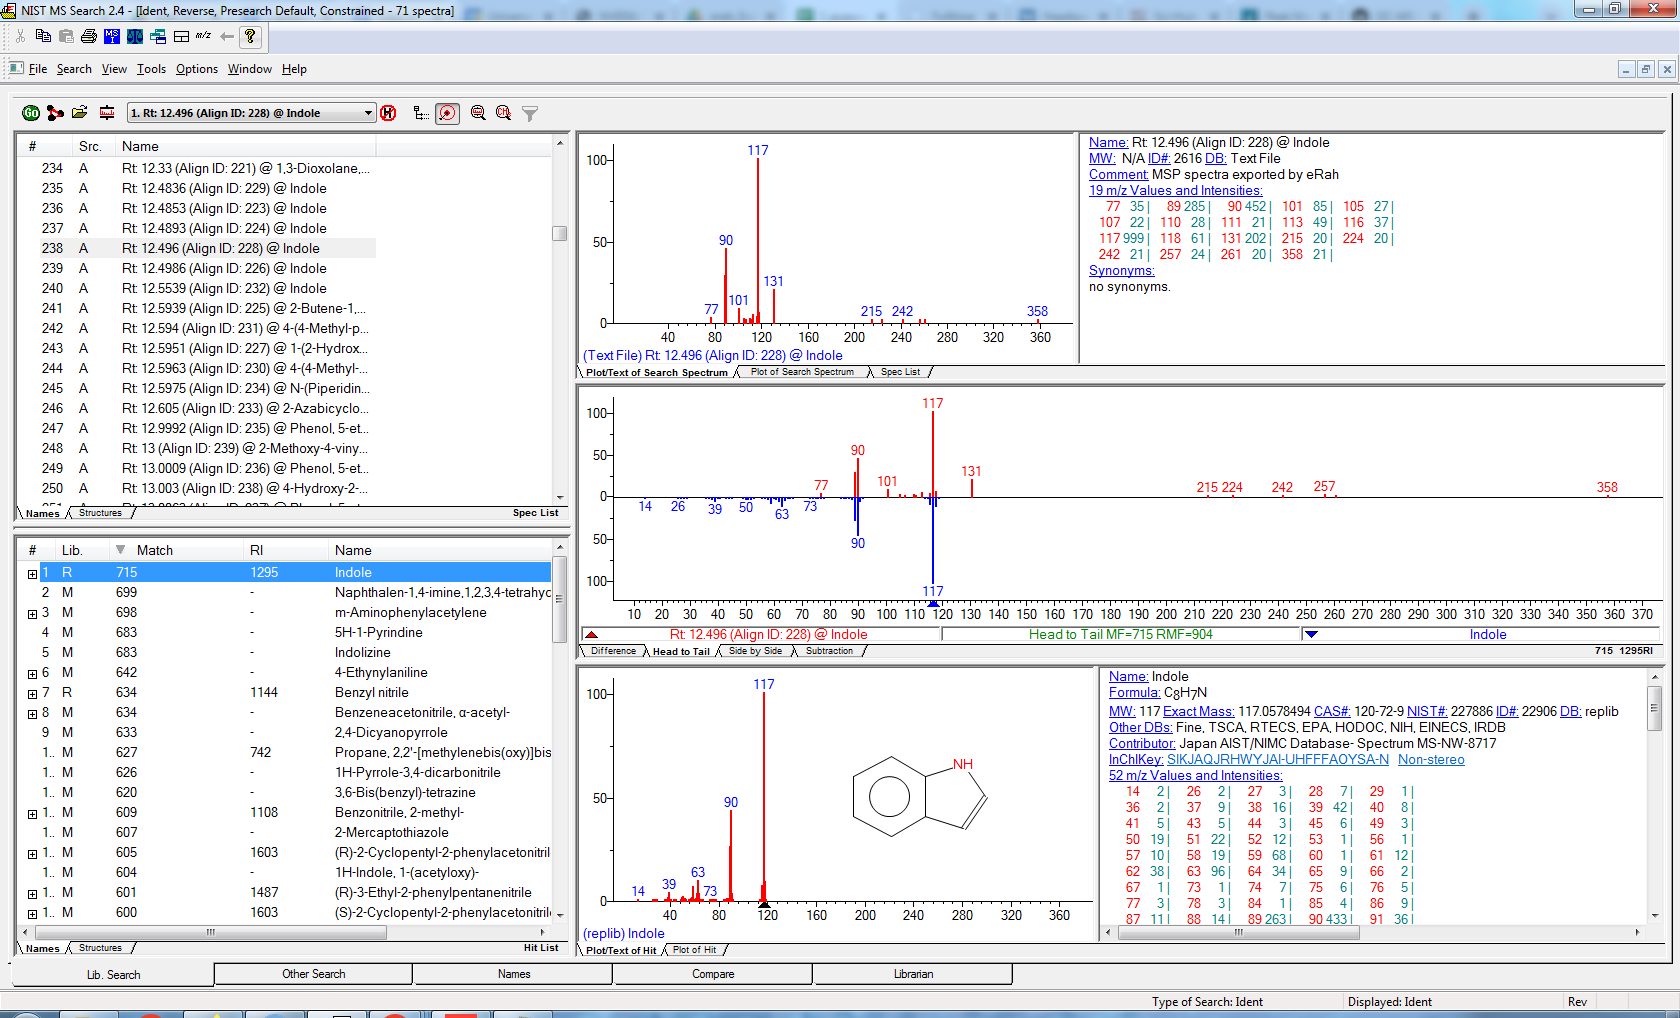 NIST MS Search 2.4 - [Ident, Reverse, Presearch Default, Constrained - 71 spectra]
File Search View Tools Options Window Help
1. Rt: 12.496 (Align ID: 228) @ Indole
# Src. Name
234 A Rt: 12.33 (Align ID: 221) @ 1,3-Dioxolane,...
235 A Rt: 12.4836 (Align ID: 229) @ Indole
236 A Rt: 12.4853 (Align ID: 223) @ Indole
237 A Rt: 12.4893 (Align ID: 224) @ Indole
238 A Rt: 12.496 (Align ID: 228) @ Indole
239 A Rt: 12.4986 (Align ID: 226) @ Indole
240 A Rt: 12.5539 (Align ID: 232) @ Indole
241 A Rt: 12.5939 (Align ID: 225) @ 2-Butene-1,...
242 A Rt: 12.594 (Align ID: 231) @ 4-(4-Methyl-p...
243 A Rt: 12.5951 (Align ID: 227) @ 1-(2-Hydrox...
244 A Rt: 12.5963 (Align ID: 230) @ 4-(4-Methyl-...
245 A Rt: 12.5975 (Align ID: 234) @ N-(Piperidin...
246 A Rt: 12.605 (Align ID: 233) @ 2-Azabicyclo...
247 A Rt: 12.9992 (Align ID: 235) @ Phenol, 5-et...
248 A Rt: 13 (Align ID: 239) @ 2-Methoxy-4-viny...
249 A Rt: 13.0009 (Align ID: 236) @ Phenol, 5-et...
250 A Rt: 13.003 (Align ID: 238) @ 4-Hydroxy-2-...
Names Structures Spec List
# Lib. Match RI Name
1 R 715 1295 Indole
2 M 699 - Naphthalen-1,4-imine,1,2,3,4-tetrahyc
3 M 698 - m-Aminophenylacetylene
4 M 683 - 5H-1-Pyrindine
5 M 683 - Indolizine
6 M 642 - 4-Ethynylaniline
7 R 634 1144 Benzyl nitrile
8 M 634 - Benzeneacetonitrile, α-acetyl-
9 M 633 - 2,4-Dicyanopyrrole
1.. M 627 742 Propane, 2,2'-[methylenebis(oxy)]bis
1.. M 626 - 1H-Pyrrole-3,4-dicarbonitrile
1.. M 620 - 3,6-Bis(benzyl)-tetrazine
1.. M 609 1108 Benzonitrile, 2-methyl-
1.. M 607 - 2-Mercaptothiazole
1.. M 605 1603 (R)-2-Cyclopentyl-2-phenylacetonitril
1.. M 604 - 1H-Indole, 1-(acetyloxy)-
1.. M 601 1487 (R)-3-Ethyl-2-phenylpentanenitrile
1.. M 600 1603 (S)-2-Cyclopentyl-2-phenylacetonitril
Names Structures Hit List
100 50 0
117
90
131
101
77
215 242 358
40 80 120 160 200 240 280 320 360
(Text File) Rt: 12.496 (Align ID: 228) @ Indole
Plot/Text of Search Spectrum Plot of Search Spectrum Spec List
Name: Rt: 12.496 (Align ID: 228) @ Indole
MW: N/A ID#: 2616 DB: Text File
Comment: MSP spectra exported by eRah
19 m/z Values and Intensities:
77 35| 89 285| 90 452| 101 85| 105 27|
107 22| 110 28| 111 21| 113 49| 116 37|
117 999| 118 61| 131 202| 215 20| 224 20|
242 21| 257 24| 261 20| 358 21|
Synonyms:
no synonyms.
100 50 0 50 100
117
90
131
77 101 215 224 242 257 358
14 26 39 50 63 73
90
117
10 20 30 40 50 60 70 80 90 100 110 120 130 140 150 160 170 180 190 200 210 220 230 240 250 260 270 280 290 300 310 320 330 340 350 360 370
Rt: 12.496 (Align ID: 228) @ Indole Head to Tail MF=715 RMF=904 Indole
Difference Head to Tail Side by Side Subtraction 715 1295RI
100 50 0
117
90
63
14 39 73
NH
40 80 120 160 200 240 280 320 360
(replib) Indole
Plot/Text of Hit Plot of Hit
Name: Indole
Formula: C8H7N
MW: 117 Exact Mass: 117.0578494 CAS#: 120-72-9 NIST#: 227886 ID#: 22906 DB: replib
Other DBs: Fine, TSCA, RTECS, EPA, HODOC, NIH, EINECS, IRDB
Contributor: Japan AIST/NIMC Database- Spectrum MS-NW-8717
InChIKey: SIKJAQJRHWYJAI-UHFFFAOYSA-N Non-stereo
52 m/z Values and Intensities:
14 2| 26 2| 27 3| 28 7| 29 1|
36 2| 37 9| 38 16| 39 42| 40 8|
41 5| 43 5| 44 3| 45 6| 49 3|
50 19| 51 22| 52 12| 53 1| 56 1|
57 10| 58 19| 59 68| 60 1| 61 12|
62 38| 63 96| 64 34| 65 9| 66 2|
67 1| 73 1| 74 7| 75 6| 76 5|
77 3| 78 3| 84 1| 85 4| 86 9|
87 11| 88 14| 89 263| 90 433| 91 36|
Lib. Search Other Search Names Compare Librarian
Type of Search: Ident Displayed: Ident Rev